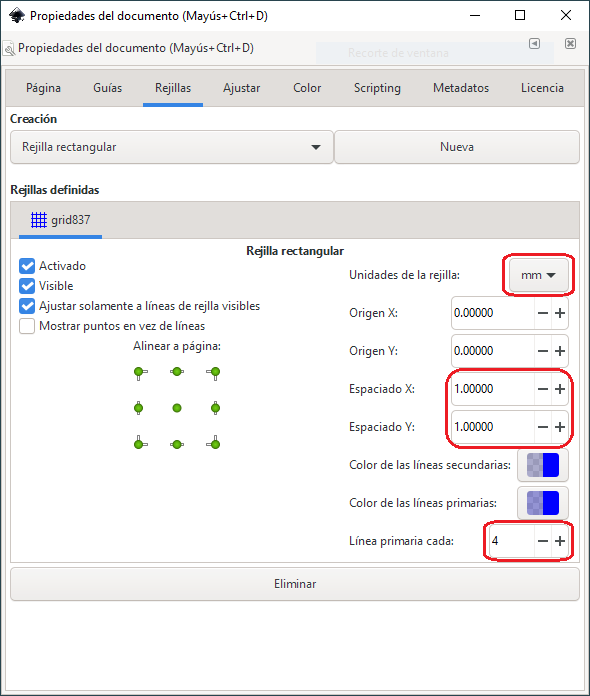 Propiedades del documento (Mayús+Ctrl+D)
Propiedades del documento (Mayús+Ctrl+D)
Recorte de ventana
Página Guías Rejillas Ajustar Color Scripting Metadatos Licencia
Creación
Rejilla rectangular Nueva
Rejillas definidas
grid837
Rejilla rectangular
Activado
Visible
Ajustar solamente a líneas de rejlla visibles
Mostrar puntos en vez de líneas
Alinear a página:
Unidades de la rejilla: mm
Origen X: 0.00000
Origen Y: 0.00000
Espaciado X: 1.00000
Espaciado Y: 1.00000
Color de las líneas secundarias:
Color de las líneas primarias:
Línea primaria cada: 4
Eliminar